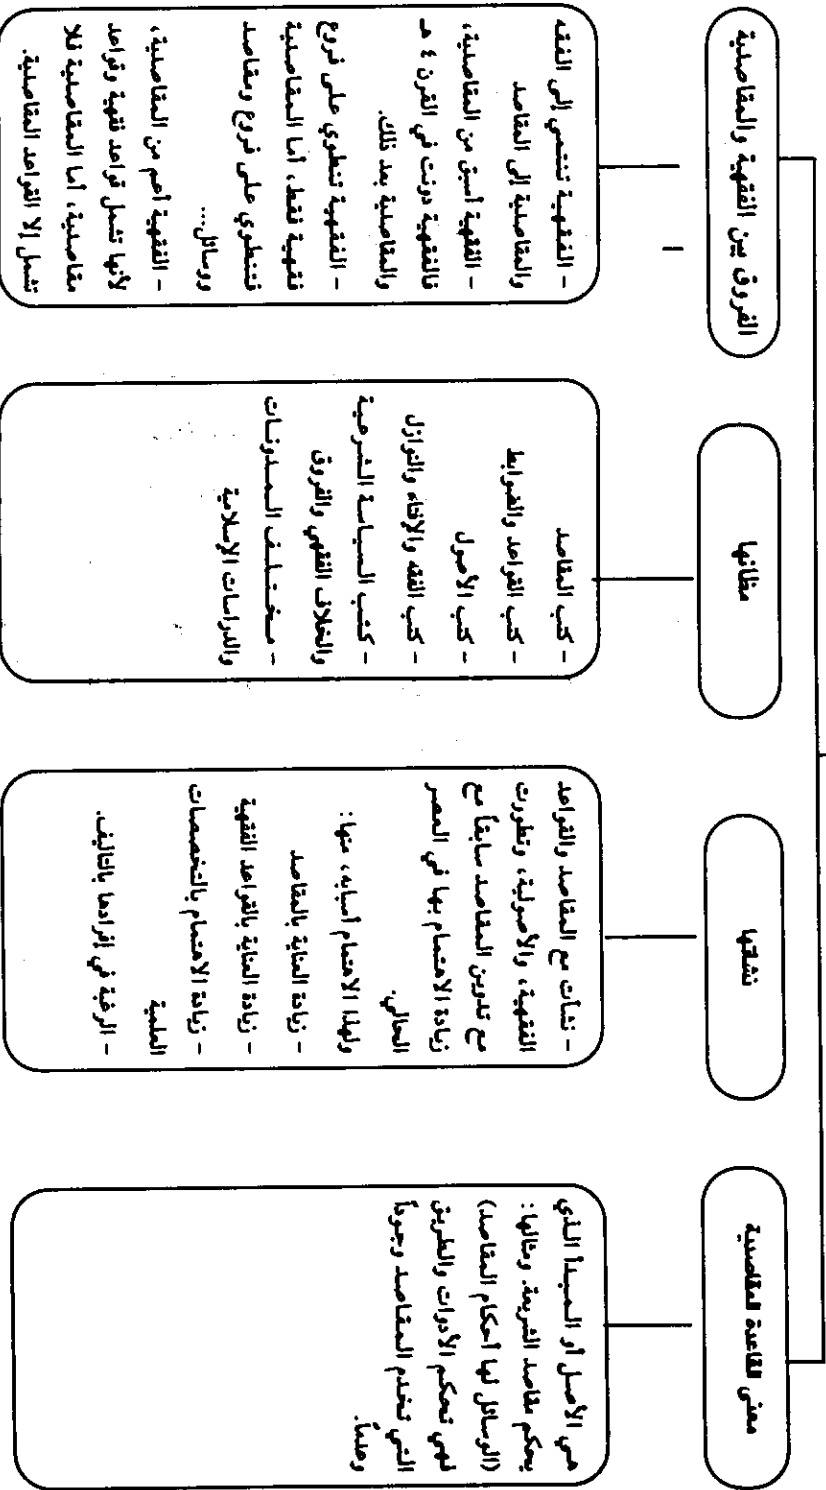 معنى القاعدة المقاصدية
هي الأصل أو المبدأ الذي
يحكم مقاصد الشريعة. ومثالها:
(الوسائل لها أحكام المقاصد)
فهي تحكم الأدوات والطريق
التي تخدم المقاصد وجوداً
وعدماً.
نشئتها
- نشأت مع المقاصد والقواعد
الفقهية، والأصولية، وتطورت
مع تدوين المقاصد سابقاً مع
زيادة الاهتمام بها في العصر
الحالي.
ولهذا الاهتمام أسبابه، منها:
- زيادة العناية بالمقاصد
- زيادة العناية بالقواعد الفقهية
- زيادة الاهتمام بالتخصصات
العلمية
- الرغبة في إفرادها بالتأليف.
مظانها
- كتب المقاصد
- كتب القواعد والضوابط
- كتب الأصول
- كتب الفقه والإفتاء والنوازل
- كتب السياسة الشرعية
والخلاف الفقهي والفروق
- مختلف المدونات
والدراسات الإسلامية
الفروق بين الفقهية والمقاصدية
- الفقهية تنتمي إلى الفقه
والمقاصدية إلى المقاصد
- الفقهية أسبق من المقاصدية،
فالفقهية دونت في القرن ٤ هـ
والمقاصدية بعد ذلك.
- الفقهية تنطوي على فروع
فقهية فقط، أما المقاصدية
فتنطوي على فروع ومقاصد
ووسائل....
- الفقهية أعم من المقاصدية،
لأنها تشمل قواعد فقهية وقواعد
مقاصدية، أما المقاصدية فلا
تشمل إلا القواعد المقاصدية.